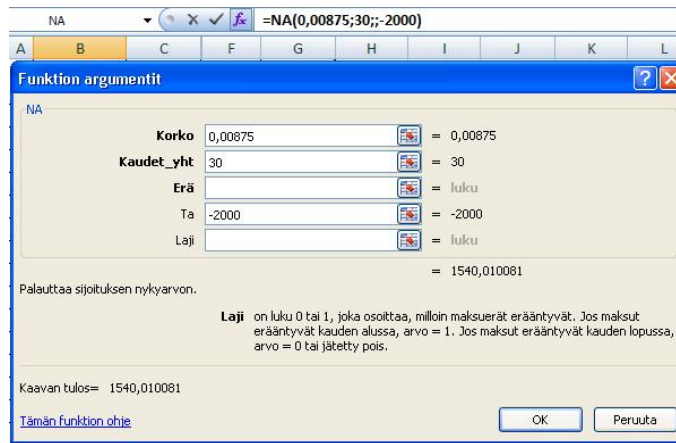 NA =NA(0,00875;30;;-2000)
A B C F G H I J K L
Funktion argumentit
NA
Korko 0,00875 = 0,00875
Kaudet_yht 30 = 30
Erä = luku
Ta -2000 = -2000
Laji = luku
= 1540,010081
Palauttaa sijoituksen nykyarvon.
Laji on luku 0 tai 1, joka osoittaa, milloin maksuerät erääntyvät. Jos maksut
erääntyvät kauden alussa, arvo = 1. Jos maksut erääntyvät kauden lopussa,
arvo = 0 tai jätetty pois.
Kaavan tulos= 1540,010081
Tämän funktion ohje OK Peruuta